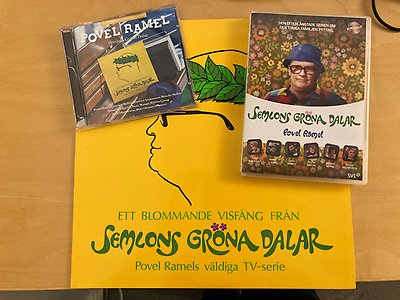 POVEL RAMEL
SEMLONS GRÖNA DALAR
DEN EFTERLÄNGTADE SERIEN OM
DEN TOKIGA FAMILJEN PYTTING
SEMLONS GRÖNA DALAR
Povel Ramel
svt
ETT BLOMMANDE VISFÅNG FRÅN
SEMLONS GRÖNA DALAR
Povel Ramels väldiga TV-serie